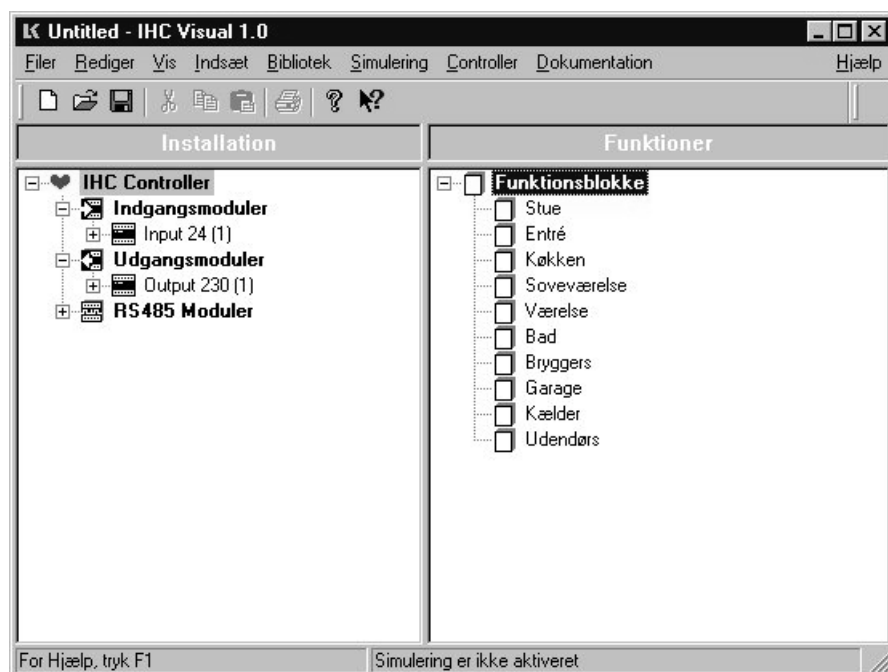 Untitled - IHC Visual 1.0
Filer Rediger Vis Indsæt Bibliotek Simulering Controller Dokumentation Hjælp
Installation
IHC Controller
Indgangsmoduler
Input 24 (1)
Udgangsmoduler
Output 230 (1)
RS485 Moduler
Funktioner
Funktionsblokke
Stue
Entré
Køkken
Soveværelse
Værelse
Bad
Bryggers
Garage
Kælder
Udendørs
For Hjælp, tryk F1
Simulering er ikke aktiveret